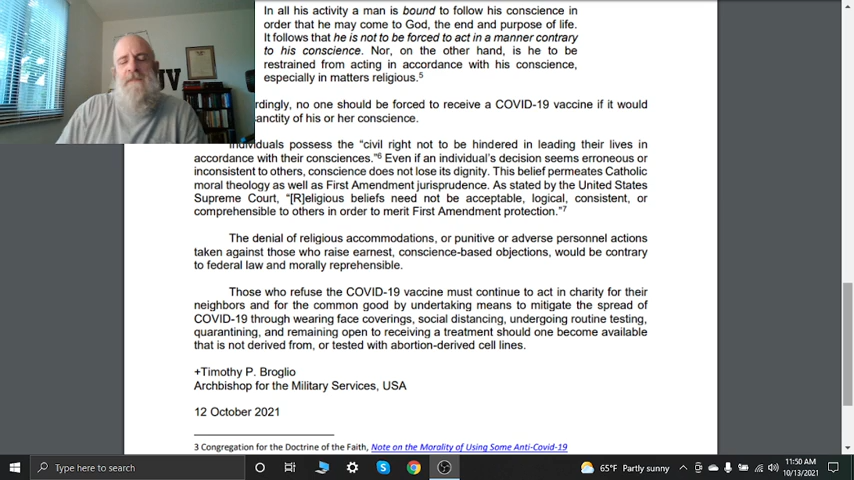 In all his activity a man is bound to follow his conscience in
order that he may come to God, the end and purpose of life.
It follows that he is not to be forced to act in a manner contrary
to his conscience. Nor, on the other hand, is he to be
restrained from acting in accordance with his conscience,
especially in matters religious.5
rdingly, no one should be forced to receive a COVID-19 vaccine if it would
sanctity of his or her conscience.
Individuals possess the “civil right not to be hindered in leading their lives in
accordance with their consciences.”6 Even if an individual’s decision seems erroneous or
inconsistent to others, conscience does not lose its dignity. This belief permeates Catholic
moral theology as well as First Amendment jurisprudence. As stated by the United States
Supreme Court, “[R]eligious beliefs need not be acceptable, logical, consistent, or
comprehensible to others in order to merit First Amendment protection.”7
The denial of religious accommodations, or punitive or adverse personnel actions
taken against those who raise earnest, conscience-based objections, would be contrary
to federal law and morally reprehensible.
Those who refuse the COVID-19 vaccine must continue to act in charity for their
neighbors and for the common good by undertaking means to mitigate the spread of
COVID-19 through wearing face coverings, social distancing, undergoing routine testing,
quarantining, and remaining open to receiving a treatment should one become available
that is not derived from, or tested with abortion-derived cell lines.
+Timothy P. Broglio
Archbishop for the Military Services, USA
12 October 2021
3 Congregation for the Doctrine of the Faith, Note on the Morality of Using Some Anti-Covid-19
Type here to search
65°F Partly sunny
11:50 AM
10/13/2021